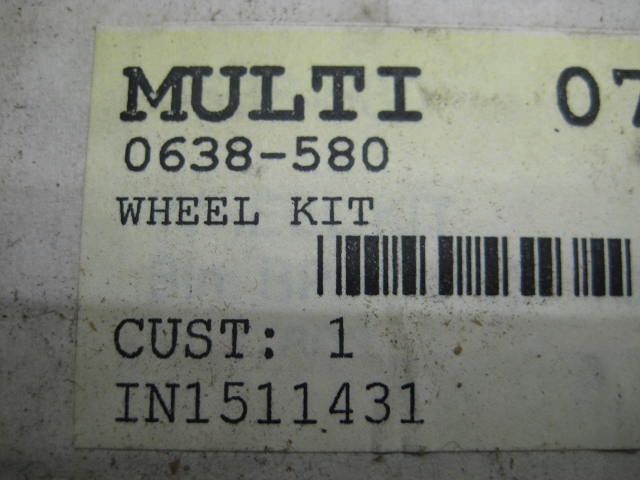 MULTI 07
0638-580
WHEEL KIT
CUST: 1
IN1511431